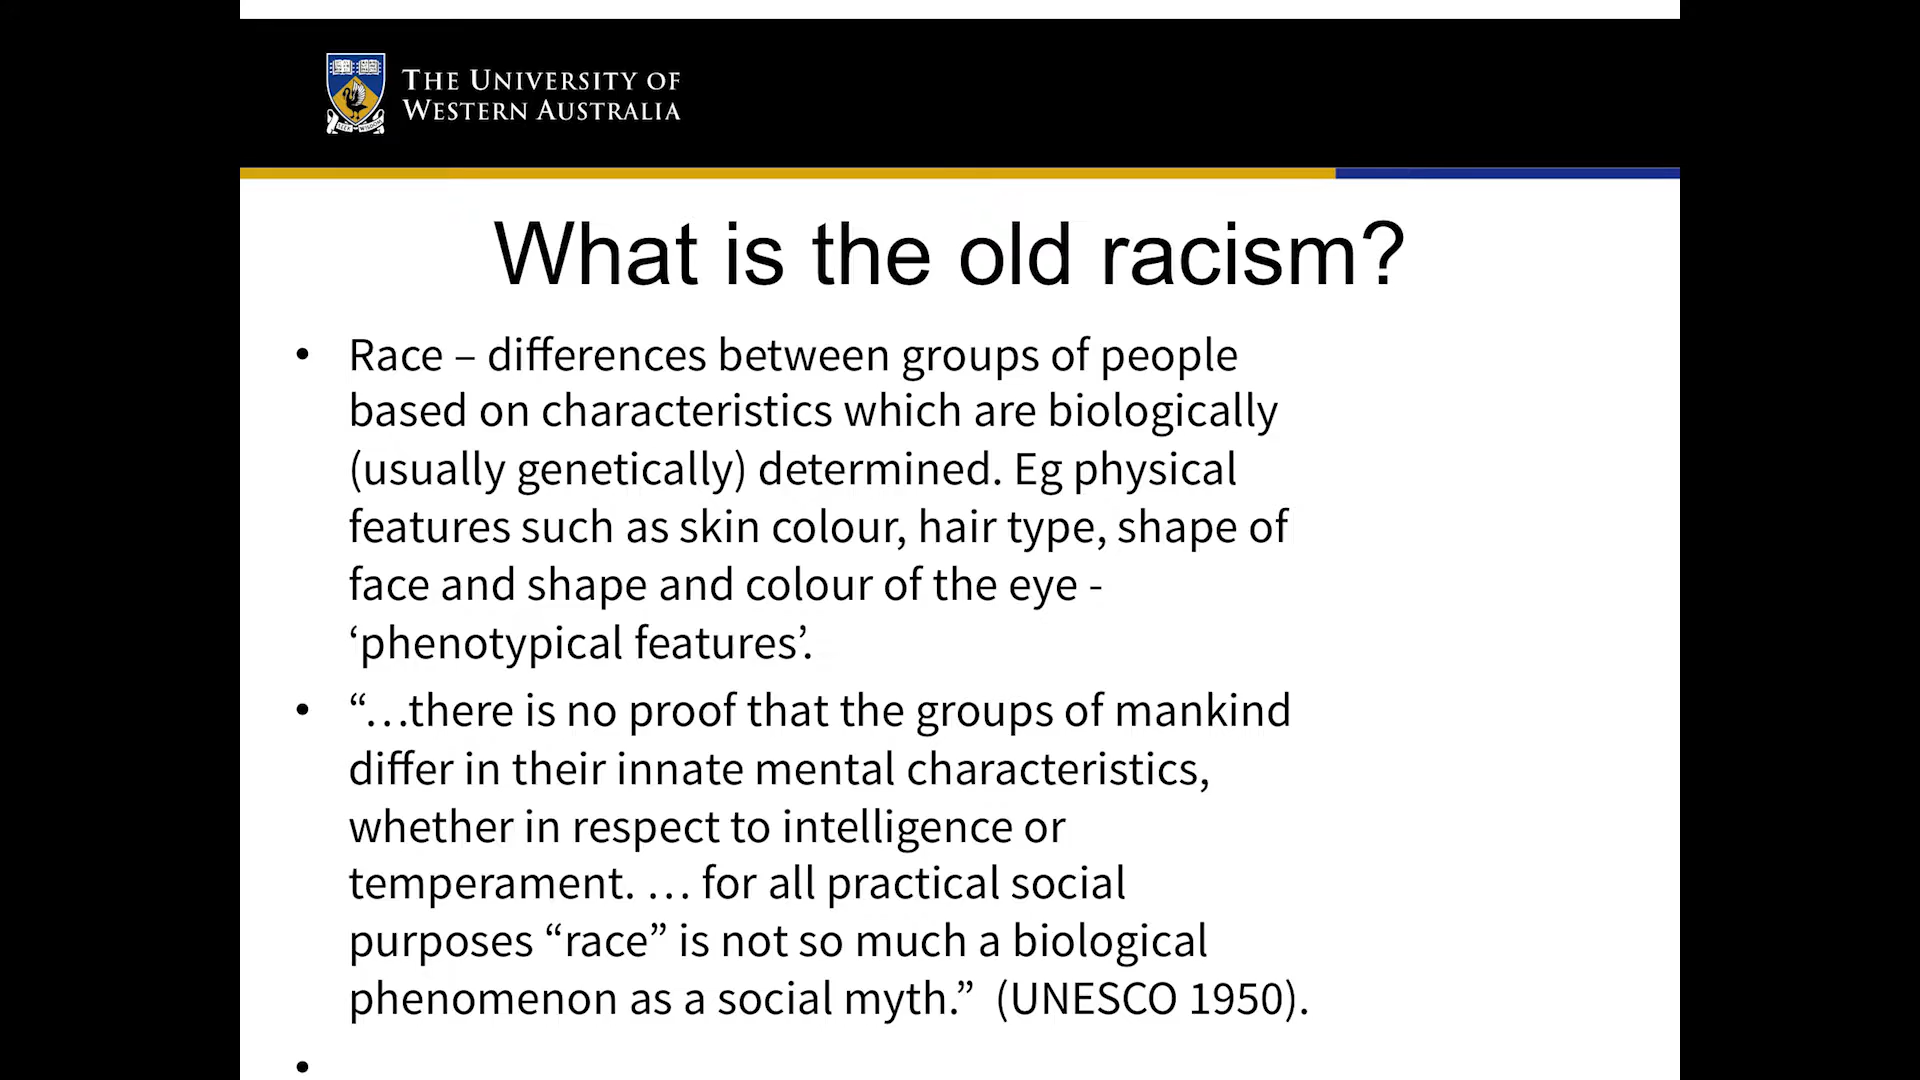 THE UNIVERSITY OF
WESTERN AUSTRALIA
What is the old racism?
• Race – differences between groups of people
based on characteristics which are biologically
(usually genetically) determined. Eg physical
features such as skin colour, hair type, shape of
face and shape and colour of the eye -
‘phenotypical features’.
• “…there is no proof that the groups of mankind
differ in their innate mental characteristics,
whether in respect to intelligence or
temperament. … for all practical social
purposes “race” is not so much a biological
phenomenon as a social myth.”  (UNESCO 1950).
•